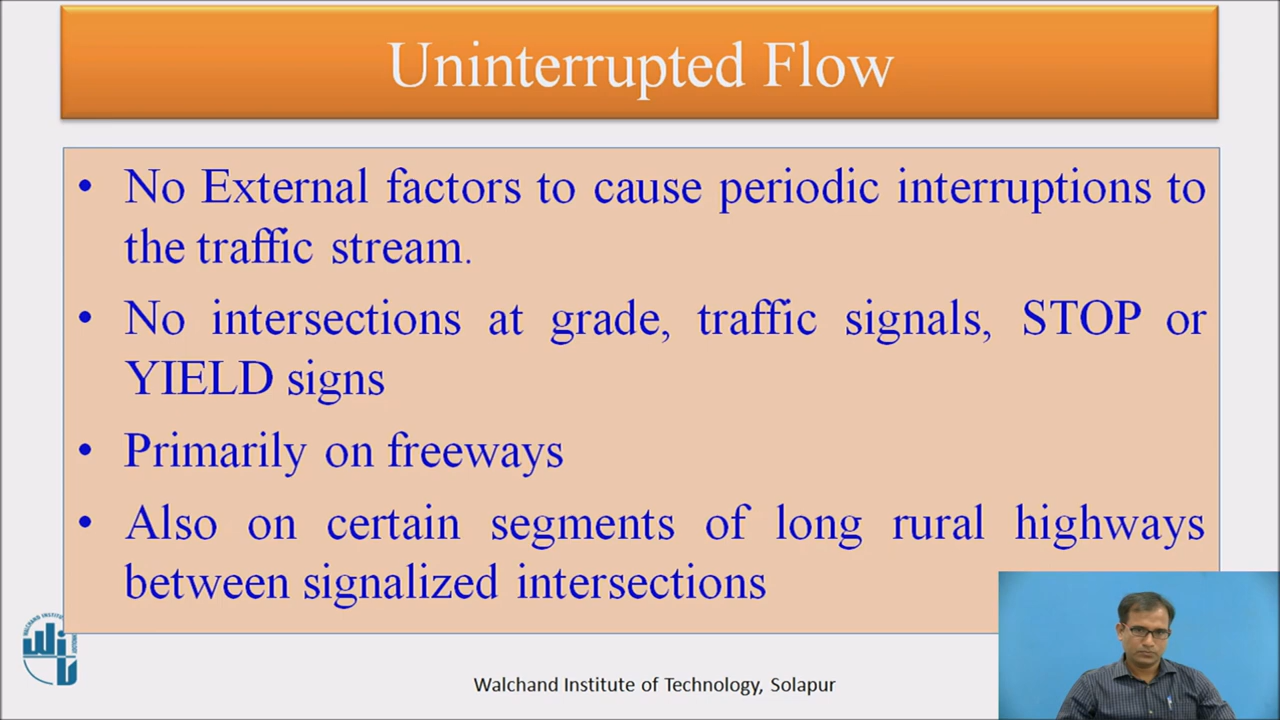 Uninterrupted Flow
• No External factors to cause periodic interruptions to
the traffic stream.
• No intersections at grade, traffic signals, STOP or
YIELD signs
• Primarily on freeways
• Also on certain segments of long rural highways
between signalized intersections
WALCHAND INSTITUTE
Walchand Institute of Technology, Solapur